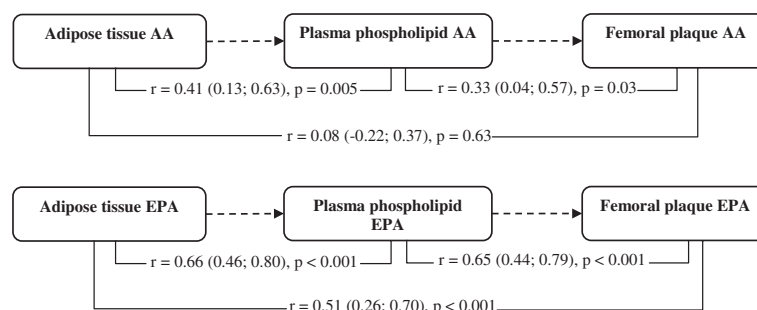 Adipose tissue AA
Plasma phospholipid AA
Femoral plaque AA
r = 0.41 (0.13; 0.63), p = 0.005
r = 0.33 (0.04; 0.57), p = 0.03
r = 0.08 (-0.22; 0.37), p = 0.63
Adipose tissue EPA
Plasma phospholipid
EPA
Femoral plaque EPA
r = 0.66 (0.46; 0.80), p < 0.001
r = 0.65 (0.44; 0.79), p < 0.001
r = 0.51 (0.26; 0.70), p < 0.001